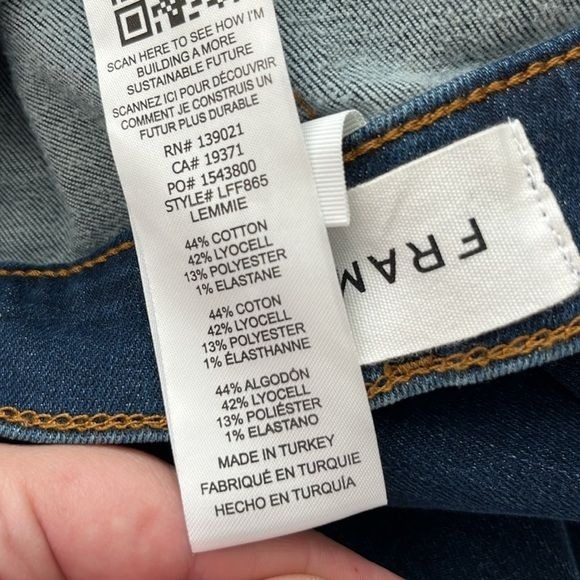 SCAN HERE TO SEE HOW I'M
BUILDING A MORE
SUSTAINABLE FUTURE
SCANNEZ ICI POUR DÉCOUVRIR
COMMENT JE CONSTRUIS UN
FUTUR PLUS DURABLE
RN# 139021
CA# 19371
PO# 1543800
STYLE# LFF865
LEMMIE
44% COTTON
42% LYOCELL
13% POLYESTER
1% ELASTANE
44% COTON
42% LYOCELL
13% POLYESTER
1% ÉLASTHANNE
44% ALGODÓN
42% LYOCELL
13% POLIÉSTER
1% ELASTANO
MADE IN TURKEY
FABRIQUÉ EN TURQUIE
HECHO EN TURQUÍA
FRAM